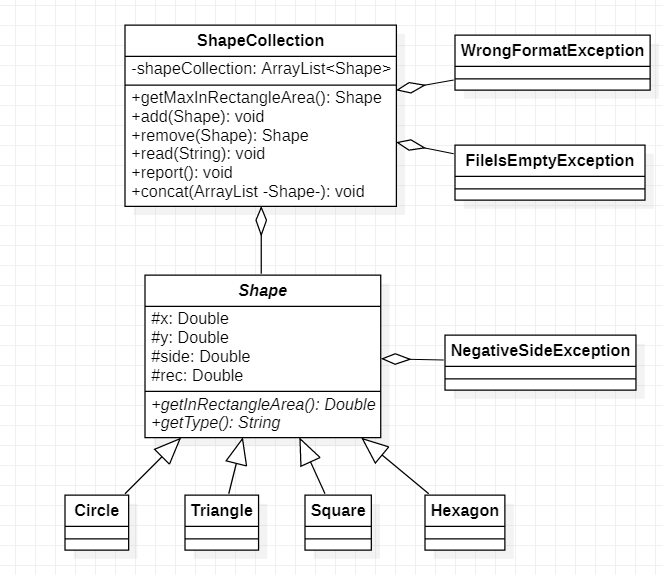 ShapeCollection
-shapeCollection: ArrayList<Shape>
+getMaxInRectangleArea(): Shape
+add(Shape): void
+remove(Shape): Shape
+read(String): void
+report(): void
+concat(ArrayList -Shape-): void
WrongFormatException
FileIsEmptyException
Shape
#x: Double
#y: Double
#side: Double
#rec: Double
+getInRectangleArea(): Double
+getType(): String
NegativeSideException
Circle
Triangle
Square
Hexagon